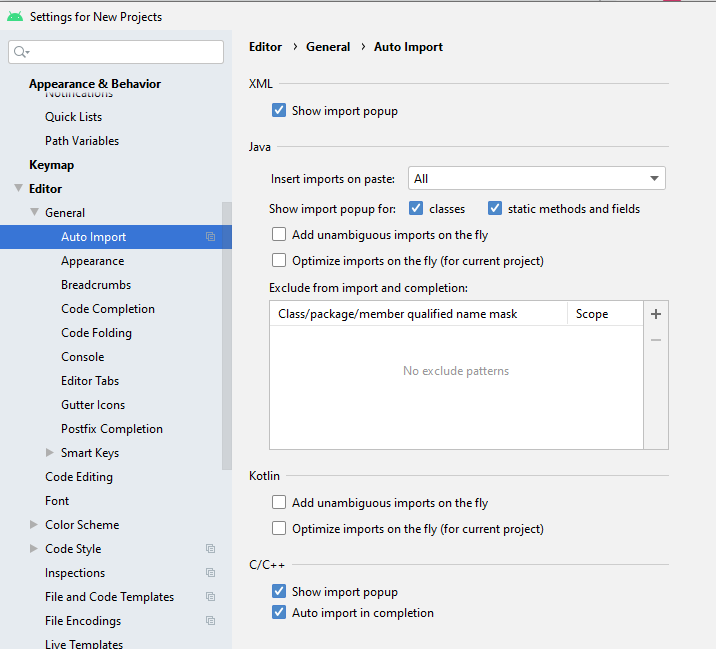 Settings for New Projects
Appearance & Behavior
Notifications
Quick Lists
Path Variables
Keymap
Editor
General
Auto Import
Appearance
Breadcrumbs
Code Completion
Code Folding
Console
Editor Tabs
Gutter Icons
Postfix Completion
Smart Keys
Code Editing
Font
Color Scheme
Code Style
Inspections
File and Code Templates
File Encodings
Live Templates
Editor › General › Auto Import
XML
Show import popup
Java
Insert imports on paste: All
Show import popup for: classes static methods and fields
Add unambiguous imports on the fly
Optimize imports on the fly (for current project)
Exclude from import and completion:
Class/package/member qualified name mask Scope
No exclude patterns
Kotlin
Add unambiguous imports on the fly
Optimize imports on the fly (for current project)
C/C++
Show import popup
Auto import in completion